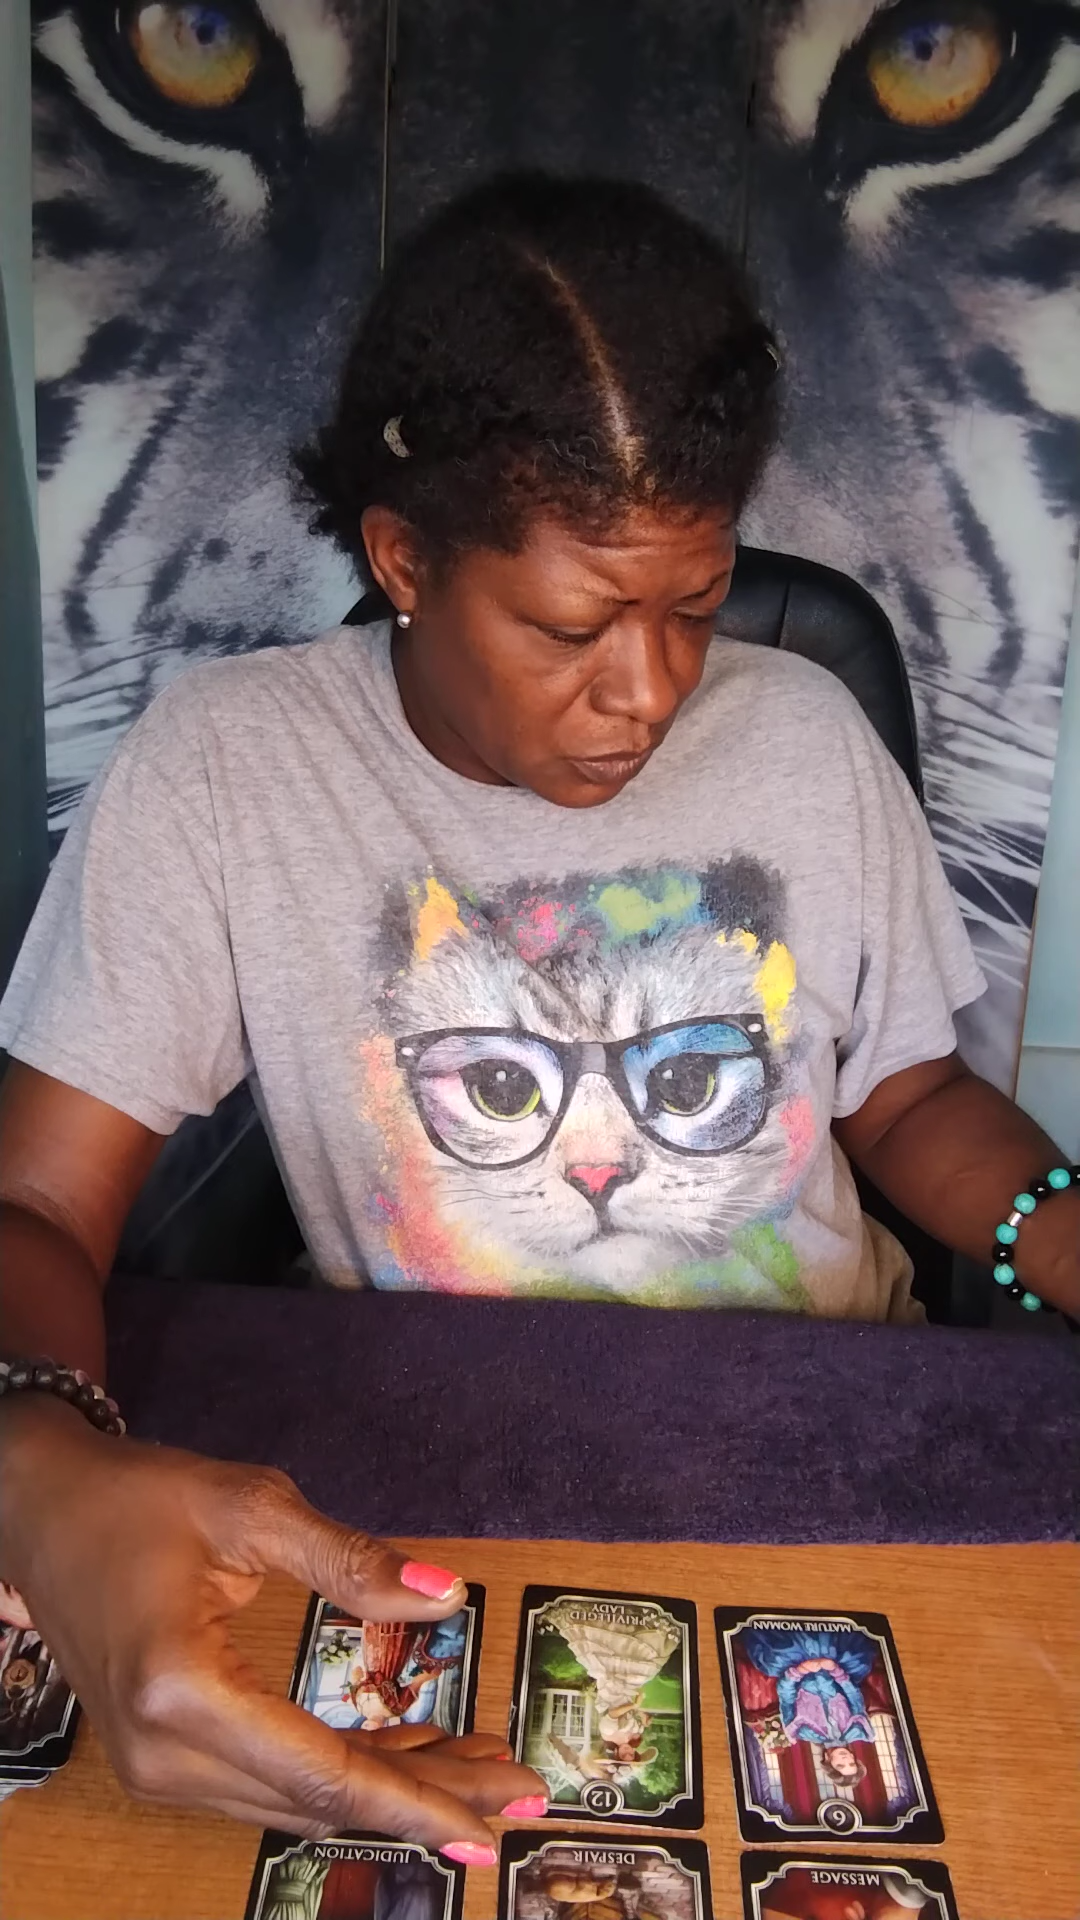 PRIVILEGED
LADY
12
MATURE WOMAN
6
JUDICATION
DESPAIR
MESSAGE